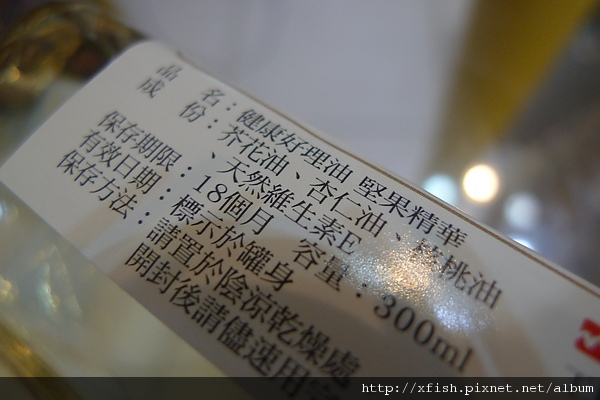 品 名：健康好理油 堅果精華
成 份：芥花油、杏仁油、核桃油
、天然維生素E 容量：300ml
保存期限：18個月
有效日期：標示於罐身
保存方法：請置於陰涼乾燥處
開封後請儘速用完
http://xfish.pixnet.net/album